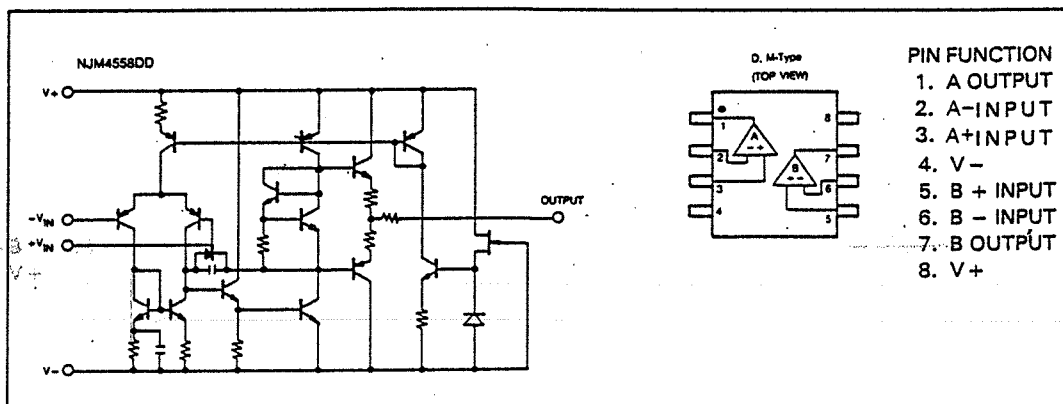 NJM4558DD
V+
-VIN
+VIN
V-
OUTPUT
D, M-Type
(TOP VIEW)
1
2
3
4
8
7
6
5
A
- +
B
+ -
PIN FUNCTION
1. A OUTPUT
2. A-INPUT
3. A+INPUT
4. V-
5. B + INPUT
6. B - INPUT
7. B OUTPUT
8. V+